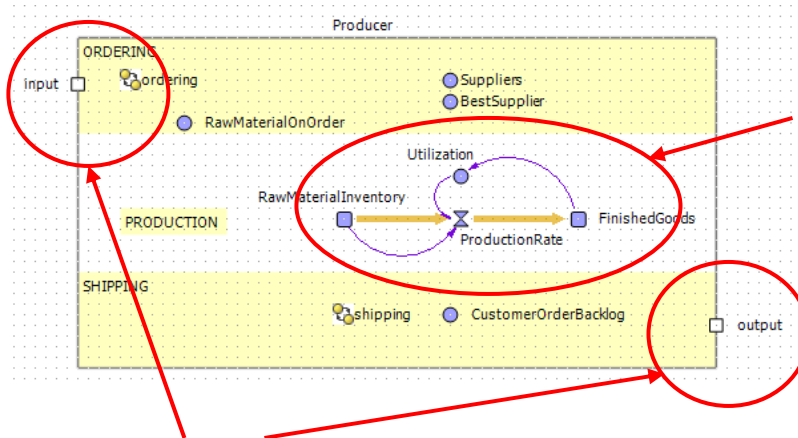 Producer
ORDERING
input
ordering
Suppliers
BestSupplier
RawMaterialOnOrder
Utilization
RawMaterialInventory
PRODUCTION
FinishedGoods
ProductionRate
SHIPPING
shipping
CustomerOrderBacklog
output